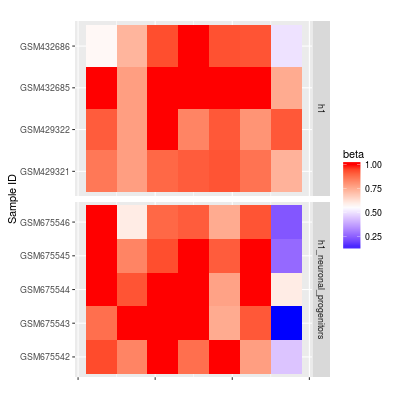 Sample ID
GSM432686
GSM432685
GSM429322
GSM429321
h1
GSM675546
GSM675545
GSM675544
GSM675543
GSM675542
h1_neuronal_progenitors
beta
1.00
0.75
0.50
0.25